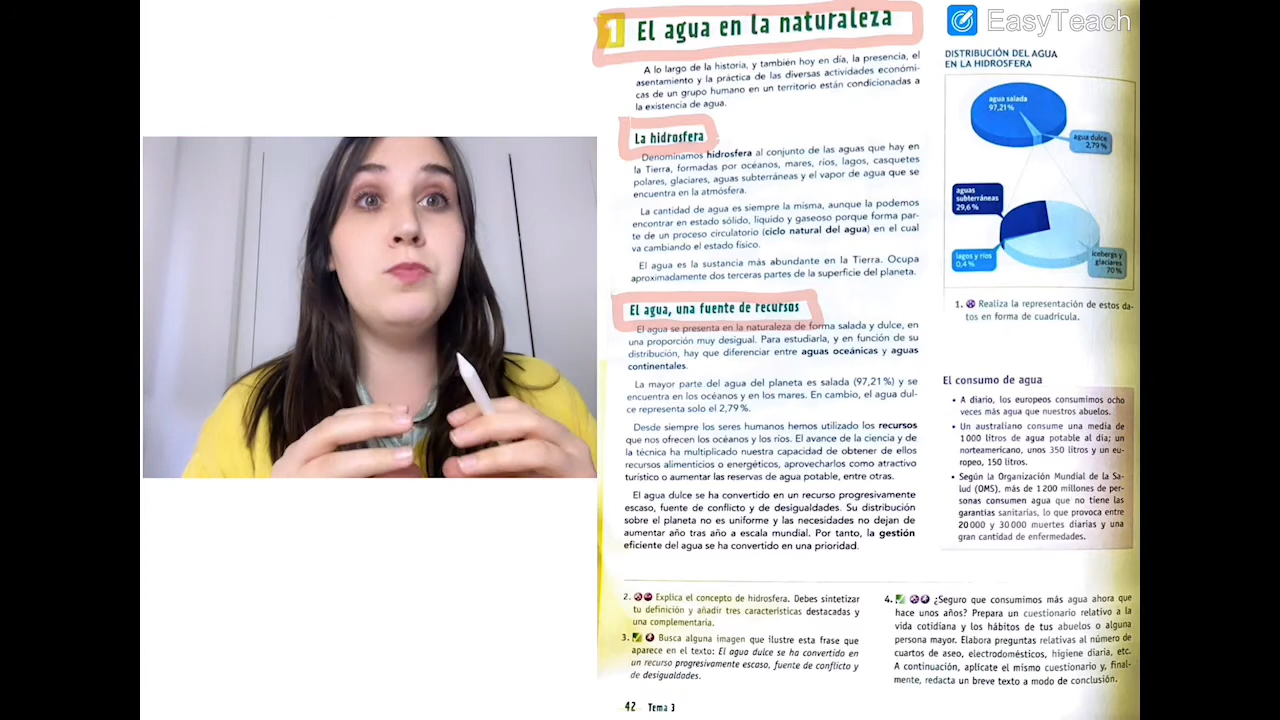 EasyTeach
1 El agua en la naturaleza
A lo largo de la historia, y también hoy en día, la presencia, el
asentamiento y la práctica de las diversas actividades económi-
cas de un grupo humano en un territorio están condicionadas a
la existencia de agua.
La hidrosfera
Denominamos hidrosfera al conjunto de las aguas que hay en
la Tierra, formadas por océanos, mares, ríos, lagos, casquetes
polares, glaciares, aguas subterráneas y el vapor de agua que se
encuentra en la atmósfera.
La cantidad de agua es siempre la misma, aunque la podemos
encontrar en estado sólido, líquido y gaseoso porque forma par-
te de un proceso circulatorio (ciclo natural del agua) en el cual
va cambiando el estado físico.
El agua es la sustancia más abundante en la Tierra. Ocupa
aproximadamente dos terceras partes de la superficie del planeta.
El agua, una fuente de recursos
El agua se presenta en la naturaleza de forma salada y dulce, en
una proporción muy desigual. Para estudiarla, y en función de su
distribución, hay que diferenciar entre aguas oceánicas y aguas
continentales.
La mayor parte del agua del planeta es salada (97,21 %) y se
encuentra en los océanos y en los mares. En cambio, el agua dul-
ce representa solo el 2,79 %.
Desde siempre los seres humanos hemos utilizado los recursos
que nos ofrecen los océanos y los ríos. El avance de la ciencia y de
la técnica ha multiplicado nuestra capacidad de obtener de ellos
recursos alimenticios o energéticos, aprovecharlos como atractivo
turístico o aumentar las reservas de agua potable, entre otras.
El agua dulce se ha convertido en un recurso progresivamente
escaso, fuente de conflicto y de desigualdades. Su distribución
sobre el planeta no es uniforme y las necesidades no dejan de
aumentar año tras año a escala mundial. Por tanto, la gestión
eficiente del agua se ha convertido en una prioridad.
DISTRIBUCIÓN DEL AGUA
EN LA HIDROSFERA
agua salada
97,21 %
agua dulce
2,79 %
aguas
subterráneas
29,6 %
lagos y ríos
0,4 %
icebergs y
glaciares
70 %
1. Realiza la representación de estos da-
tos en forma de cuadrícula.
El consumo de agua
• A diario, los europeos consumimos ocho
veces más agua que nuestros abuelos.
• Un australiano consume una media de
1 000 litros de agua potable al día; un
norteamericano, unos 350 litros y un eu-
ropeo, 150 litros.
• Según la Organización Mundial de la Sa-
lud (OMS), más de 1 200 millones de per-
sonas consumen agua que no tiene las
garantías sanitarias, lo que provoca entre
20 000 y 30 000 muertes diarias y una
gran cantidad de enfermedades.
2. Explica el concepto de hidrosfera. Debes sintetizar
tu definición y añadir tres características destacadas y
una complementaria.
3. Busca alguna imagen que ilustre esta frase que
aparece en el texto: El agua dulce se ha convertido en
un recurso progresivamente escaso, fuente de conflicto y
de desigualdades.
4. ¿Seguro que consumimos más agua ahora que
hace unos años? Prepara un cuestionario relativo a la
vida cotidiana y los hábitos de tus abuelos o alguna
persona mayor. Elabora preguntas relativas al número de
cuartos de aseo, electrodomésticos, higiene diaria, etc.
A continuación, aplícate el mismo cuestionario y, final-
mente, redacta un breve texto a modo de conclusión.
42 Tema 3